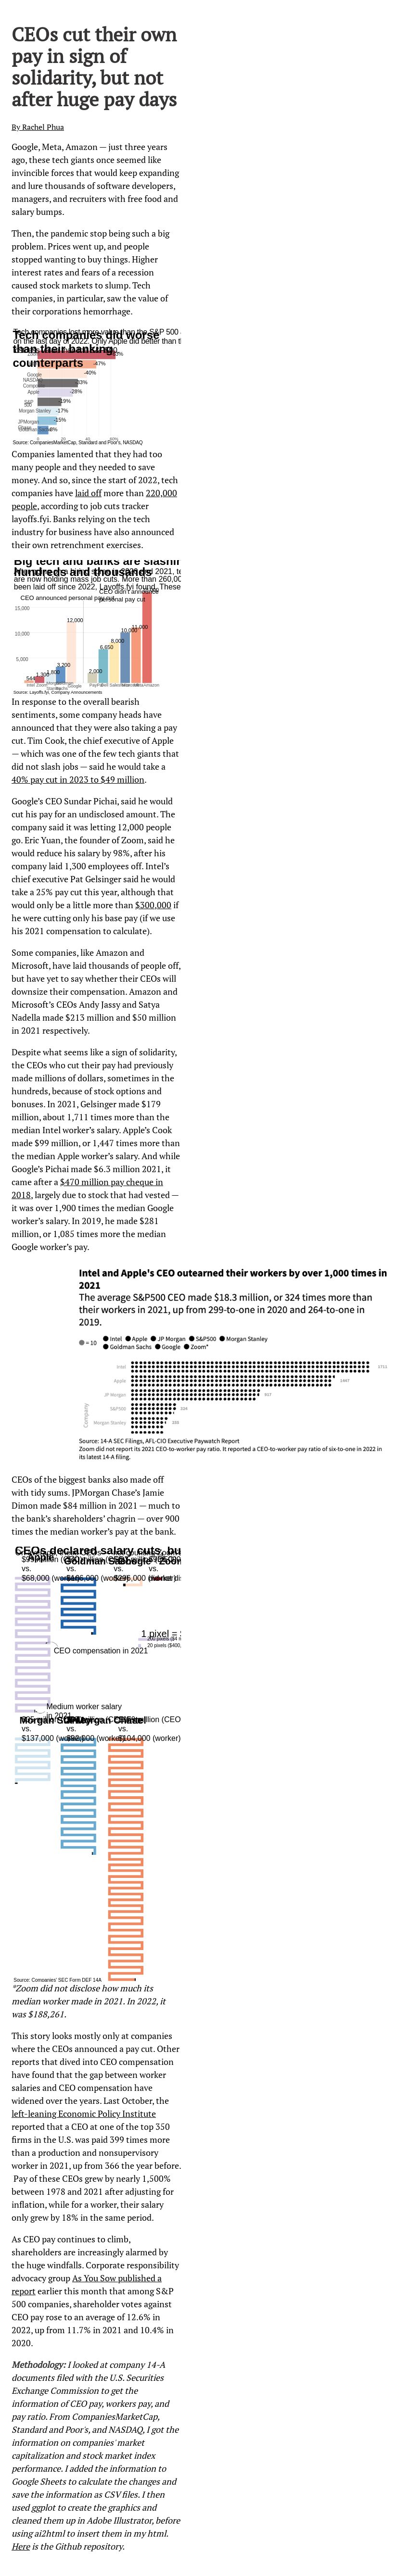 CEOs cut their own
pay in sign of
solidarity, but not
after huge pay days
By Rachel Phua
Google, Meta, Amazon — just three years
ago, these tech giants once seemed like
invincible forces that would keep expanding
and lure thousands of software developers,
managers, and recruiters with free food and
salary bumps.
Then, the pandemic stop being such a big
problem. Prices went up, and people
stopped wanting to buy things. Higher
interest rates and fears of a recession
caused stock markets to slump. Tech
companies, in particular, saw the value of
their corporations hemorrhage.
Tech companies lost more value than the S&P 500
on the last day of 2022. Only Apple did better than t
Tech companies did worse
than their banking
counterparts
-47%
Google
-40%
NASDAQ
-33%
Apple
-28%
S&P
500
-19%
Morgan Stanley
-17%
JPMorgan
-15%
0
20
40
Source: CompaniesMarketCap, Standard and Poor's, NASDAQ
Companies lamented that they had too
many people and they needed to save
money. And so, since the start of 2022, tech
companies have laid off more than 220,000
people, according to job cuts tracker
layoffs.fyi. Banks relying on the tech
industry for business have also announced
their own retrenchment exercises.
Big tech and banks are slashin
hundreds and thousands
2021, te
are now holding mass job cuts. More than 260,00
been laid off since 2022, Layoffs.fyi found. These
CEO announced personal pay cut
CEO didn't announce
personal pay cut
15,000
10,000
5,000
544
1,300
1,800
3,200
12,000
2,000
6,650
8,000
10,000
11,000
Intel
Zoom
Morgan
Stanley
Goldman
Sachs
Google
PayPal
Dell
Salesforce
Microsoft
Meta
Amazon
Source: Layoffs.fyi, Company Announcements
In response to the overall bearish
sentiments, some company heads have
announced that they were also taking a pay
cut. Tim Cook, the chief executive of Apple
— which was one of the few tech giants that
did not slash jobs — said he would take a
40% pay cut in 2023 to $49 million.
Google's CEO Sundar Pichai, said he would
cut his pay for an undisclosed amount. The
company said it was letting 12,000 people
go. Eric Yuan, the founder of Zoom, said he
would reduce his salary by 98%, after his
company laid 1,300 employees off. Intel's
chief executive Pat Gelsinger said he would
take a 25% pay cut this year, although that
would only be a little more than $300,000 if
he were cutting only his base pay (if we use
his 2021 compensation to calculate).
Some companies, like Amazon and
Microsoft, have laid thousands of people off,
but have yet to say whether their CEOs will
downsize their compensation. Amazon and
Microsoft's CEOs Andy Jassy and Satya
Nadella made $213 million and $50 million
in 2021 respectively.
Despite what seems like a sign of solidarity,
the CEOs who cut their pay had previously
made millions of dollars, sometimes in the
hundreds, because of stock options and
bonuses. In 2021, Gelsinger made $179
million, about 1,711 times more than the
median Intel worker's salary. Apple's Cook
made $99 million, or 1,447 times more than
the median Apple worker's salary. And while
Google's Pichai made $6.3 million 2021, it
came after a $470 million pay cheque in
2018, largely due to stock that had vested —
it was over 1,900 times the median Google
worker's salary. In 2019, he made $281
million, or 1,085 times more the median
Google worker's pay.
Intel and Apple's CEO outearned their workers by over 1,000 times in
2021
The average S&P500 CEO made $18.3 million, or 324 times more than
their workers in 2021, up from 299-to-one in 2020 and 264-to-one in
2019.
= 10
Intel Apple JP Morgan S&P500 Morgan Stanley
Goldman Sachs Google Zoom*
Company
Intel
1711
Apple
1447
JP Morgan
917
S&P500
324
Morgan Stanley
Source: 14-A SEC Filings, AFL-CIO Executive Paywatch Report
Zoom did not report its 2021 CEO-to-worker pay ratio. It reported a CEO-to-worker pay ratio of six-to-one in 2022 in
its latest 14-A filing.
CEOs of the biggest banks also made off
with tidy sums. JPMorgan Chase's Jamie
Dimon made $84 million in 2021 — much to
the bank's shareholders' chagrin — over 900
times the median worker's pay at the bank.
CEOs declared salary cuts, bu
Apple
Goldman Sachs
Google
Zoom
vs.
vs.
vs.
$68,000 (worker)
1 pixel = $
20 pixels ($400,
CEO compensation in 2021
Medium worker salary
in 2021
Morgan Stanley
JPMorgan Chase
Intel
vs.
vs.
vs.
$137,000 (worker)
$92,000 (worker)
$104,000 (worker)
Source: Companies' SEC Form DEF 14A
*Zoom did not disclose how much its
median worker made in 2021. In 2022, it
was $188,261.
This story looks mostly only at companies
where the CEOs announced a pay cut. Other
reports that dived into CEO compensation
have found that the gap between worker
salaries and CEO compensation have
widened over the years. Last October, the
left-leaning Economic Policy Institute
reported that a CEO at one of the top 350
firms in the U.S. was paid 399 times more
than a production and nonsupervisory
worker in 2021, up from 366 the year before.
Pay of these CEOs grew by nearly 1,500%
between 1978 and 2021 after adjusting for
inflation, while for a worker, their salary
only grew by 18% in the same period.
As CEO pay continues to climb,
shareholders are increasingly alarmed by
the huge windfalls. Corporate responsibility
advocacy group As You Sow published a
report earlier this month that among S&P
500 companies, shareholder votes against
CEO pay rose to an average of 12.6% in
2022, up from 11.7% in 2021 and 10.4% in
2020.
Methodology: I looked at company 14-A
documents filed with the U.S. Securities
Exchange Commission to get the
information of CEO pay, workers pay, and
pay ratio. From CompaniesMarketCap,
Standard and Poor's, and NASDAQ, I got the
information on companies' market
capitalization and stock market index
performance. I added the information to
Google Sheets to calculate the changes and
save the information as CSV files. I then
used ggplot to create the graphics and
cleaned them up in Adobe Illustrator, before
using ai2html to insert them in my html.
Here is the Github repository.